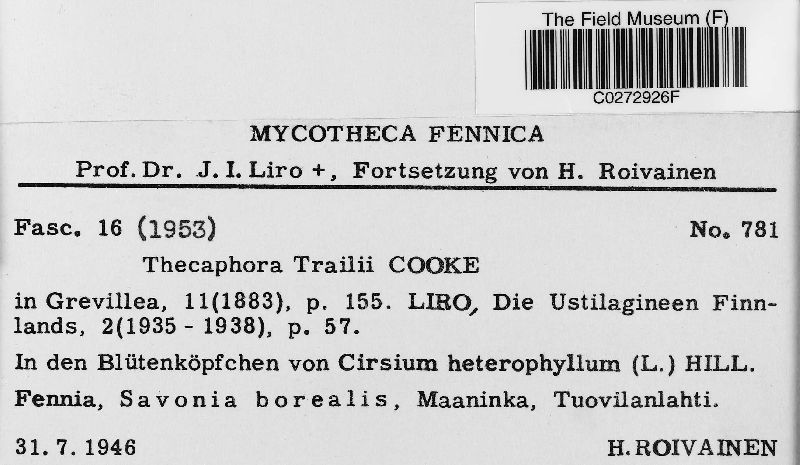 The Field Museum (F)
C0272926F
MYCOTHECA FENNICA
Prof. Dr. J. I. Liro +, Fortsetzung von H. Roivainen
Fasc. 16 (1953) No. 781
Thecaphora Trailii COOKE
in Grevillea, 11(1883), p. 155. LIRO, Die Ustilagineen Finn-
lands, 2(1935 - 1938), p. 57.
In den Blütenköpfchen von Cirsium heterophyllum (L.) HILL.
Fennia, Savonia borealis, Maaninka, Tuovilanlahti.
31. 7. 1946 H. ROIVAINEN